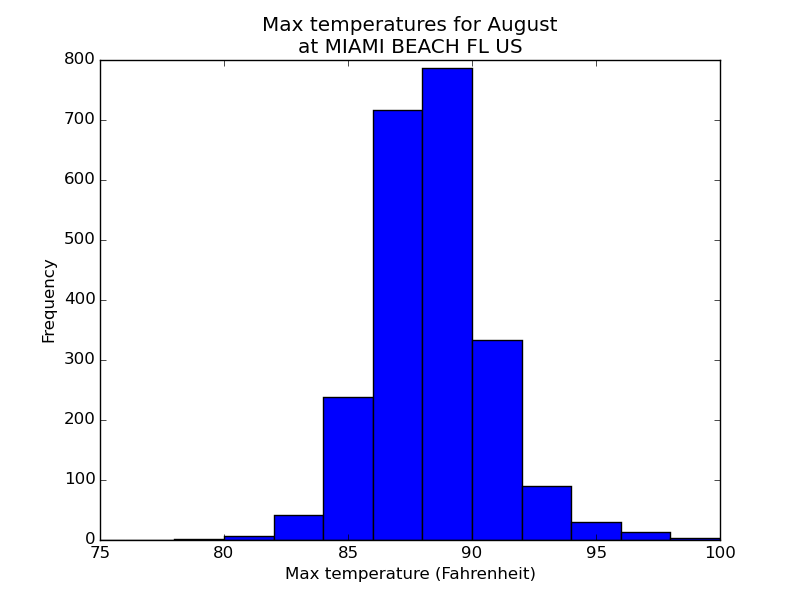 Max temperatures for August
at MIAMI BEACH FL US
800
700
600
500
400
300
200
100
0
Frequency
75 80 85 90 95 100
Max temperature (Fahrenheit)